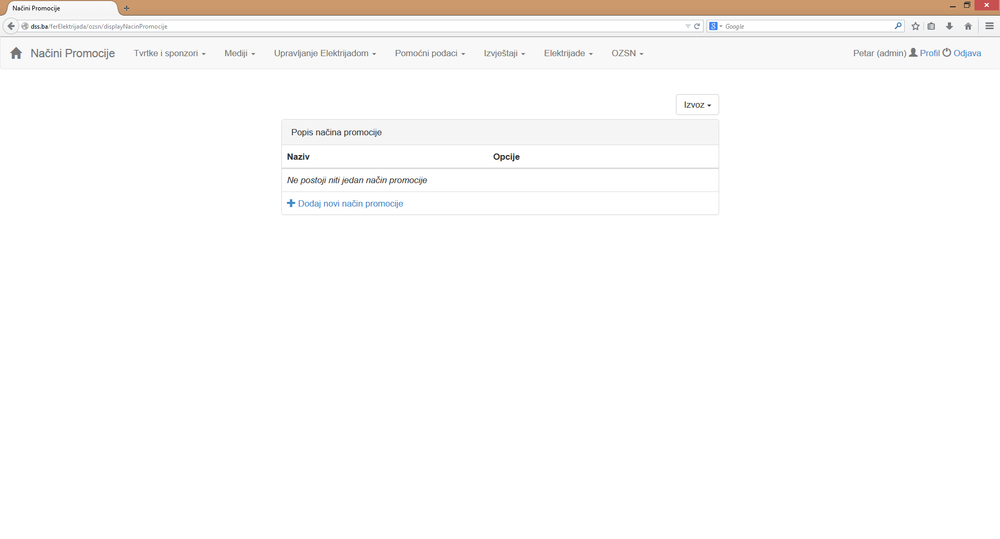 Načini Promocije
dss.ba/ferElektrijada/ozsn/displayNacinPromocije
8 Google
Načini Promocije Tvrtke i sponzori Mediji Upravljanje Elektrijadom Pomoćni podaci Izvještaji Elektrijade OZSN Petar (admin) Profil Odjava
Izvoz
Popis načina promocije
Naziv Opcije
Ne postoji niti jedan način promocije
Dodaj novi način promocije